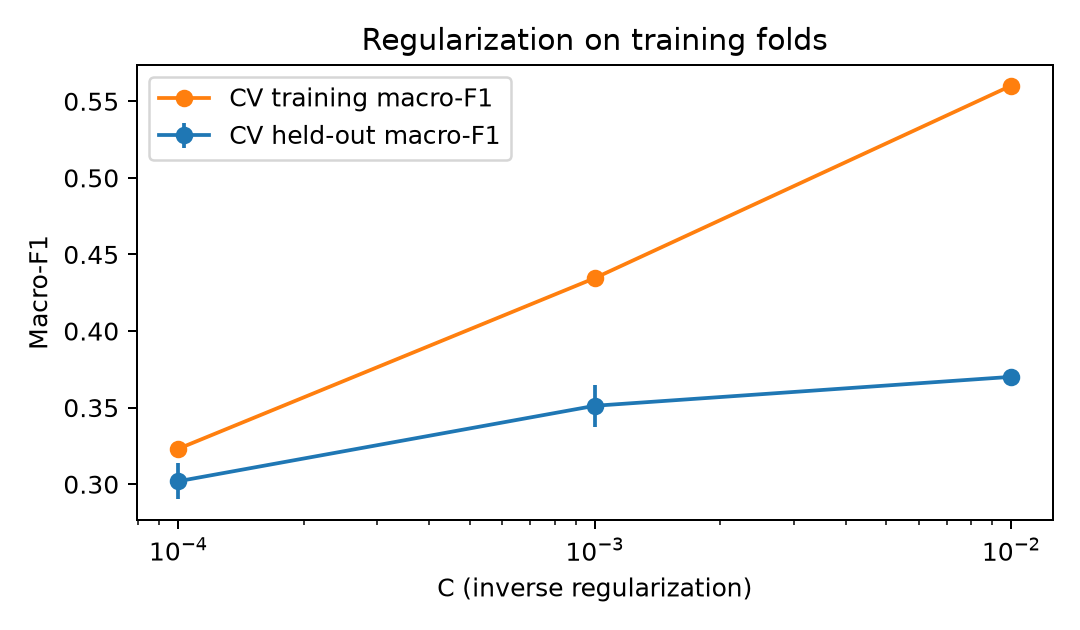 Regularization on training folds
CV training macro-F1
CV held-out macro-F1
0.55
0.50
0.45
0.40
0.35
0.30
Macro-F1
10⁻⁴ 10⁻³ 10⁻²
C (inverse regularization)